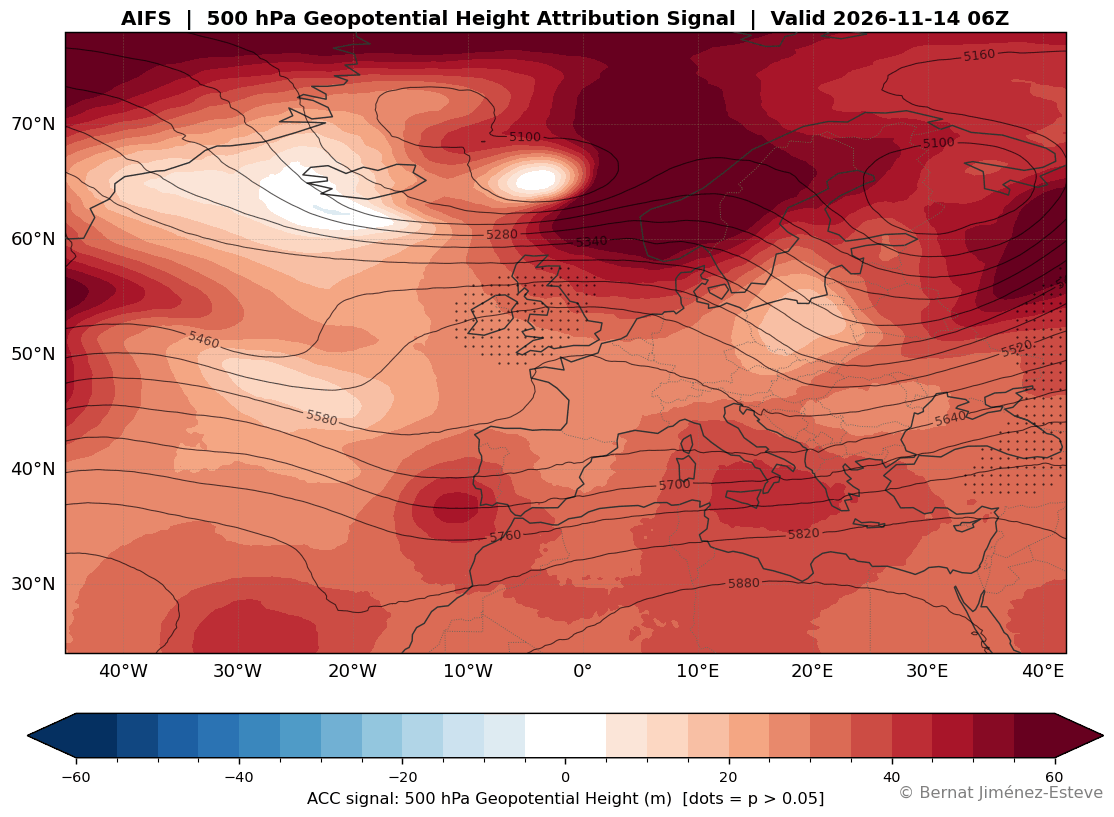 AIFS | 500 hPa Geopotential Height Attribution Signal | Valid 2026-11-14 06Z
5160
70°N
5100
5100
60°N
5280
5340
5460
50°N
5520
5580
5640
40°N
5700
5760
5820
30°N
5880
40°W 30°W 20°W 10°W 0° 10°E 20°E 30°E 40°E
−60 −40 −20 0 20 40 60
© Bernat Jiménez-Esteve
ACC signal: 500 hPa Geopotential Height (m) [dots = p > 0.05]